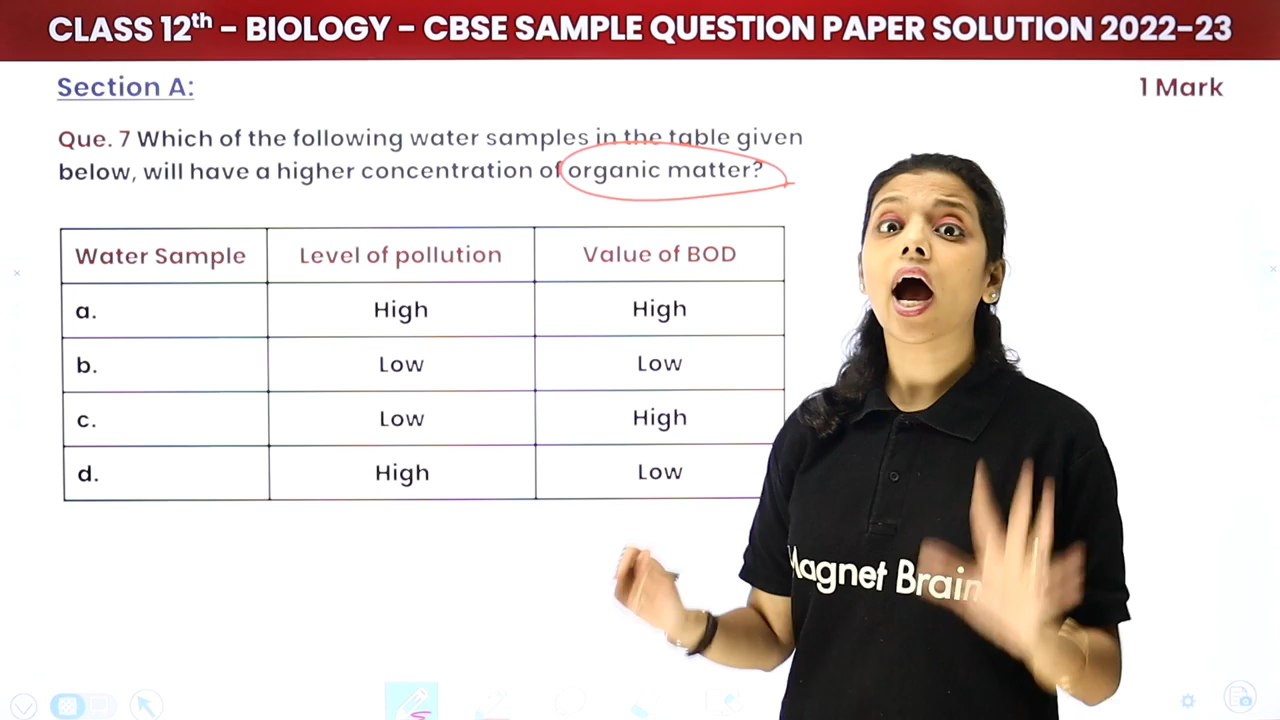 CLASS 12th – BIOLOGY – CBSE SAMPLE QUESTION PAPER SOLUTION 2022-23
Section A:
1 Mark
Que. 7 Which of the following water samples in the table given
below, will have a higher concentration of organic matter?
Water Sample Level of pollution Value of BOD
a. High High
b. Low Low
c. Low High
d. High Low
Magnet Brain